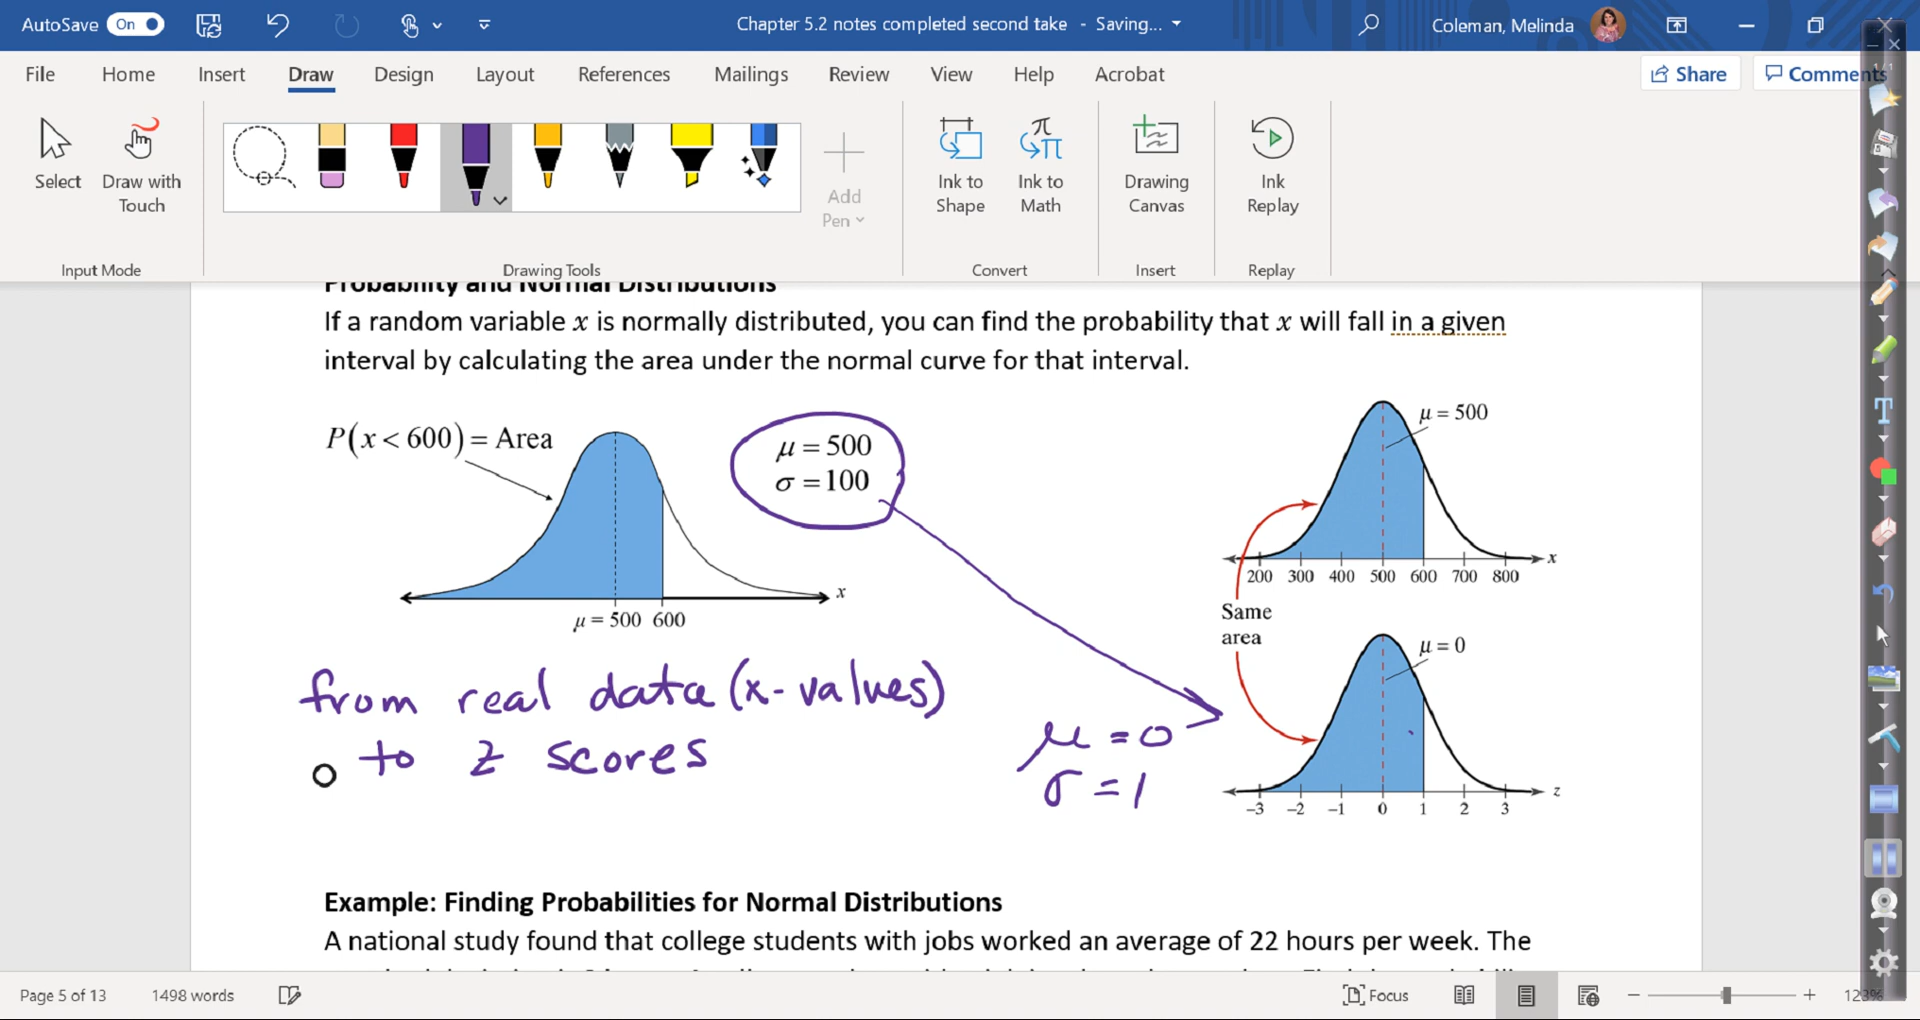 AutoSave On Chapter 5.2 notes completed second take - Saving... Coleman, Melinda
File Home Insert Draw Design Layout References Mailings Review View Help Acrobat Share Comments
1/1
Select Draw with Touch
Add Pen
Ink to Shape Ink to Math
Drawing Canvas
Ink Replay
Input Mode Drawing Tools Convert Insert Replay
Probability and Normal Distributions
If a random variable x is normally distributed, you can find the probability that x will fall in a given
interval by calculating the area under the normal curve for that interval.
P(x < 600) = Area
μ = 500
σ = 100
x
μ = 500 600
μ = 500
200 300 400 500 600 700 800 x
Same
area
μ = 0
-3 -2 -1 0 1 2 3 z
from real data (x-values)
to z scores
μ = 0
σ = 1
Example: Finding Probabilities for Normal Distributions
A national study found that college students with jobs worked an average of 22 hours per week. The
Page 5 of 13 1498 words Focus 123%